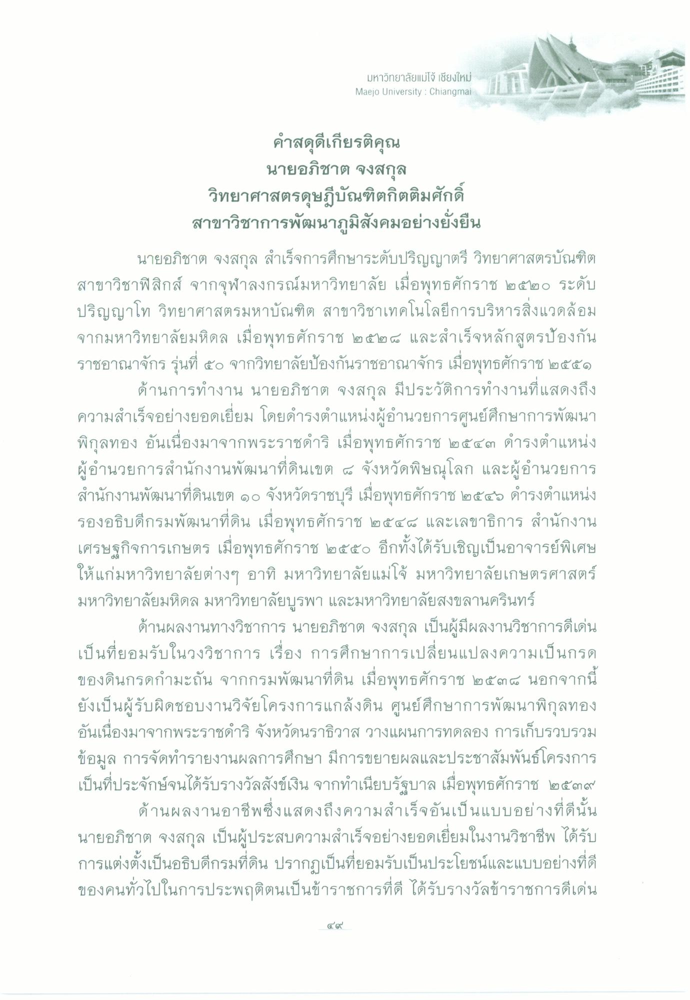 มหาวิทยาลัยแม่โจ้ เชียงใหม่
Maejo University : Chiangmai
คำสดุดีเกียรติคุณ
นายอภิชาต จงสกุล
วิทยาศาสตรดุษฎีบัณฑิตกิตติมศักดิ์
สาขาวิชาการพัฒนาภูมิสังคมอย่างยั่งยืน
นายอภิชาต จงสกุล สำเร็จการศึกษาระดับปริญญาตรี วิทยาศาสตรบัณฑิต
สาขาวิชาฟิสิกส์ จากจุฬาลงกรณ์มหาวิทยาลัย เมื่อพุทธศักราช ๒๕๒๐ ระดับ
ปริญญาโท วิทยาศาสตรมหาบัณฑิต สาขาวิชาเทคโนโลยีการบริหารสิ่งแวดล้อม
จากมหาวิทยาลัยมหิดล เมื่อพุทธศักราช ๒๕๒๘ และสำเร็จหลักสูตรป้องกัน
ราชอาณาจักร รุ่นที่ ๕๐ จากวิทยาลัยป้องกันราชอาณาจักร เมื่อพุทธศักราช ๒๕๕๑
ด้านการทำงาน นายอภิชาต จงสกุล มีประวัติการทำงานที่แสดงถึง
ความสำเร็จอย่างยอดเยี่ยม โดยดำรงตำแหน่งผู้อำนวยการศูนย์ศึกษาการพัฒนา
พิกุลทอง อันเนื่องมาจากพระราชดำริ เมื่อพุทธศักราช ๒๕๔๓ ดำรงตำแหน่ง
ผู้อำนวยการสำนักงานพัฒนาที่ดินเขต ๘ จังหวัดพิษณุโลก และผู้อำนวยการ
สำนักงานพัฒนาที่ดินเขต ๑๐ จังหวัดราชบุรี เมื่อพุทธศักราช ๒๕๔๖ ดำรงตำแหน่ง
รองอธิบดีกรมพัฒนาที่ดิน เมื่อพุทธศักราช ๒๕๔๘ และเลขาธิการ สำนักงาน
เศรษฐกิจการเกษตร เมื่อพุทธศักราช ๒๕๕๐ อีกทั้งได้รับเชิญเป็นอาจารย์พิเศษ
ให้แก่มหาวิทยาลัยต่างๆ อาทิ มหาวิทยาลัยแม่โจ้ มหาวิทยาลัยเกษตรศาสตร์
มหาวิทยาลัยมหิดล มหาวิทยาลัยบูรพา และมหาวิทยาลัยสงขลานครินทร์
ด้านผลงานทางวิชาการ นายอภิชาต จงสกุล เป็นผู้มีผลงานวิชาการดีเด่น
เป็นที่ยอมรับในวงวิชาการ เรื่อง การศึกษาการเปลี่ยนแปลงความเป็นกรด
ของดินกรดกำมะถัน จากกรมพัฒนาที่ดิน เมื่อพุทธศักราช ๒๕๓๘ นอกจากนี้
ยังเป็นผู้รับผิดชอบงานวิจัยโครงการแกล้งดิน ศูนย์ศึกษาการพัฒนาพิกุลทอง
อันเนื่องมาจากพระราชดำริ จังหวัดนราธิวาส วางแผนการทดลอง การเก็บรวบรวม
ข้อมูล การจัดทำรายงานผลการศึกษา มีการขยายผลและประชาสัมพันธ์โครงการ
เป็นที่ประจักษ์จนได้รับรางวัลสังข์เงิน จากทำเนียบรัฐบาล เมื่อพุทธศักราช ๒๕๓๙
ด้านผลงานอาชีพซึ่งแสดงถึงความสำเร็จอันเป็นแบบอย่างที่ดีนั้น
นายอภิชาต จงสกุล เป็นผู้ประสบความสำเร็จอย่างยอดเยี่ยมในงานวิชาชีพ ได้รับ
การแต่งตั้งเป็นอธิบดีกรมที่ดิน ปรากฏเป็นที่ยอมรับเป็นประโยชน์และแบบอย่างที่ดี
ของคนทั่วไปในการประพฤติตนเป็นข้าราชการที่ดี ได้รับรางวัลข้าราชการดีเด่น
๔๙